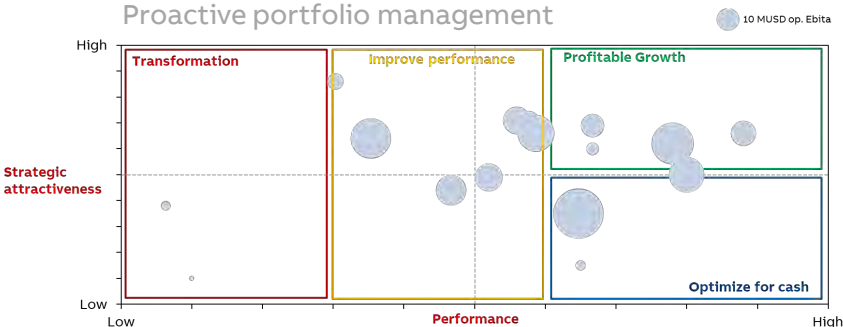 Proactive portfolio management
10 MUSD op. Ebita
High
Transformation
Improve performance
Profitable Growth
Strategic
attractiveness
Optimize for cash
Low
Low
Performance
High